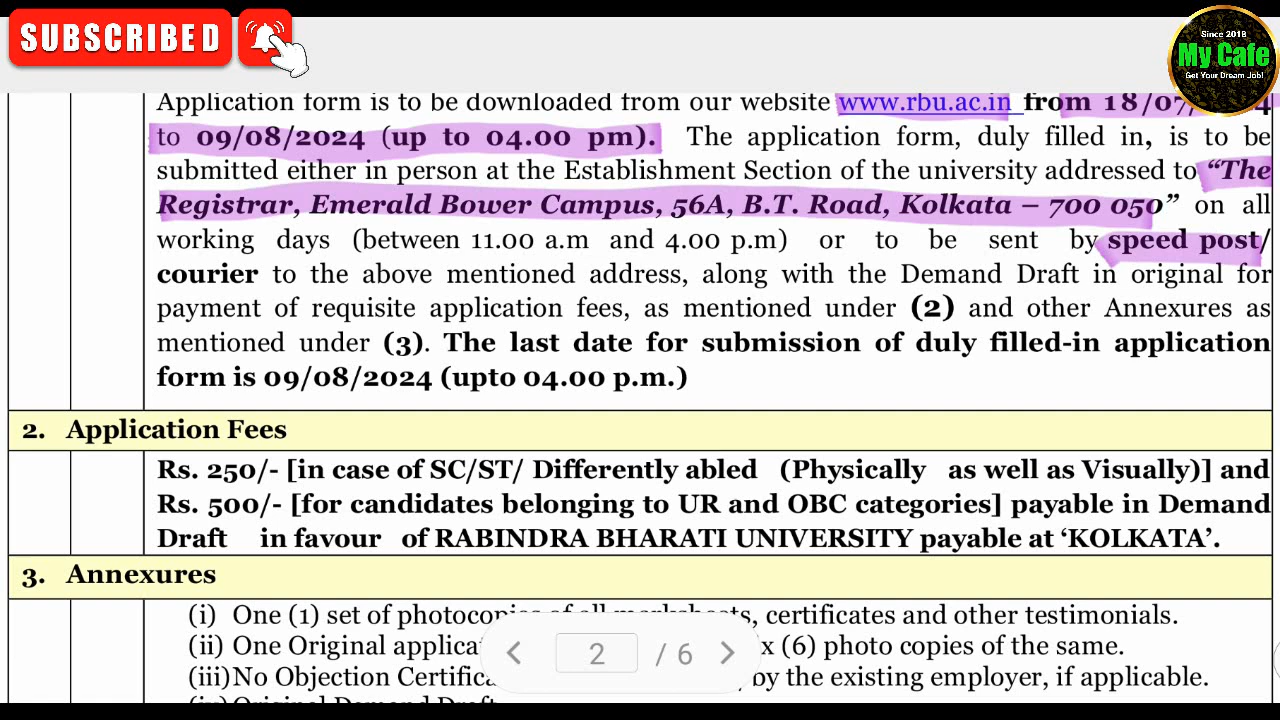 SUBSCRIBED
Since 2018
My Cafe
Get Your Dream Job!
Application form is to be downloaded from our website www.rbu.ac.in from 18/07/
to 09/08/2024 (up to 04.00 pm). The application form, duly filled in, is to be
submitted either in person at the Establishment Section of the university addressed to “The
Registrar, Emerald Bower Campus, 56A, B.T. Road, Kolkata – 700 050” on all
working days (between 11.00 a.m and 4.00 p.m) or to be sent by speed post/
courier to the above mentioned address, along with the Demand Draft in original for
payment of requisite application fees, as mentioned under (2) and other Annexures as
mentioned under (3). The last date for submission of duly filled-in application
form is 09/08/2024 (upto 04.00 p.m.)
2. Application Fees
Rs. 250/- [in case of SC/ST/ Differently abled (Physically as well as Visually)] and
Rs. 500/- [for candidates belonging to UR and OBC categories] payable in Demand
Draft in favour of RABINDRA BHARATI UNIVERSITY payable at ‘KOLKATA’.
3. Annexures
(i) One (1) set of photocopies of all marksheets, certificates and other testimonials.
(ii) One Original (6) photo copies of the same.
(iii) No Objection by the existing employer, if applicable.
(iv) Original Demand Draft
2 / 6